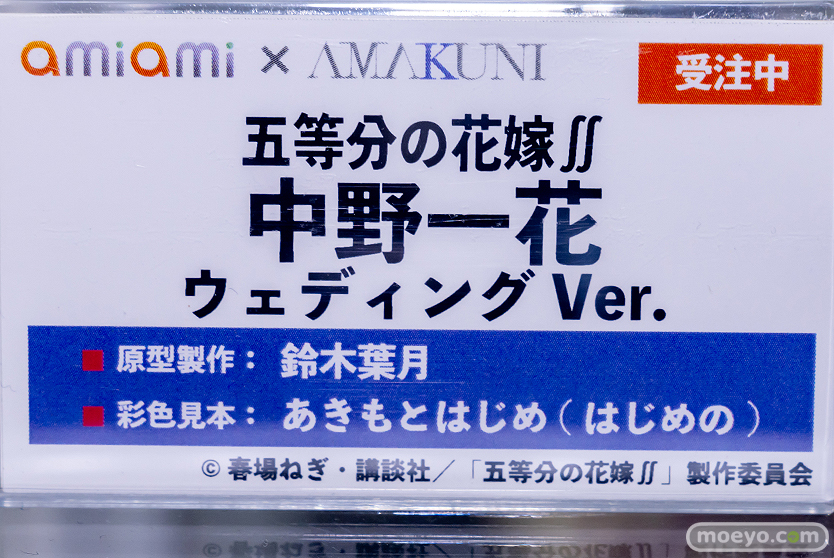 amiami × AMAKUNI
受注中
五等分の花嫁∬
中野一花
ウェディング Ver.
■ 原型製作： 鈴木葉月
■ 彩色見本： あきもとはじめ（はじめの）
© 春場ねぎ・講談社／「五等分の花嫁∬」製作委員会
moeyo.com